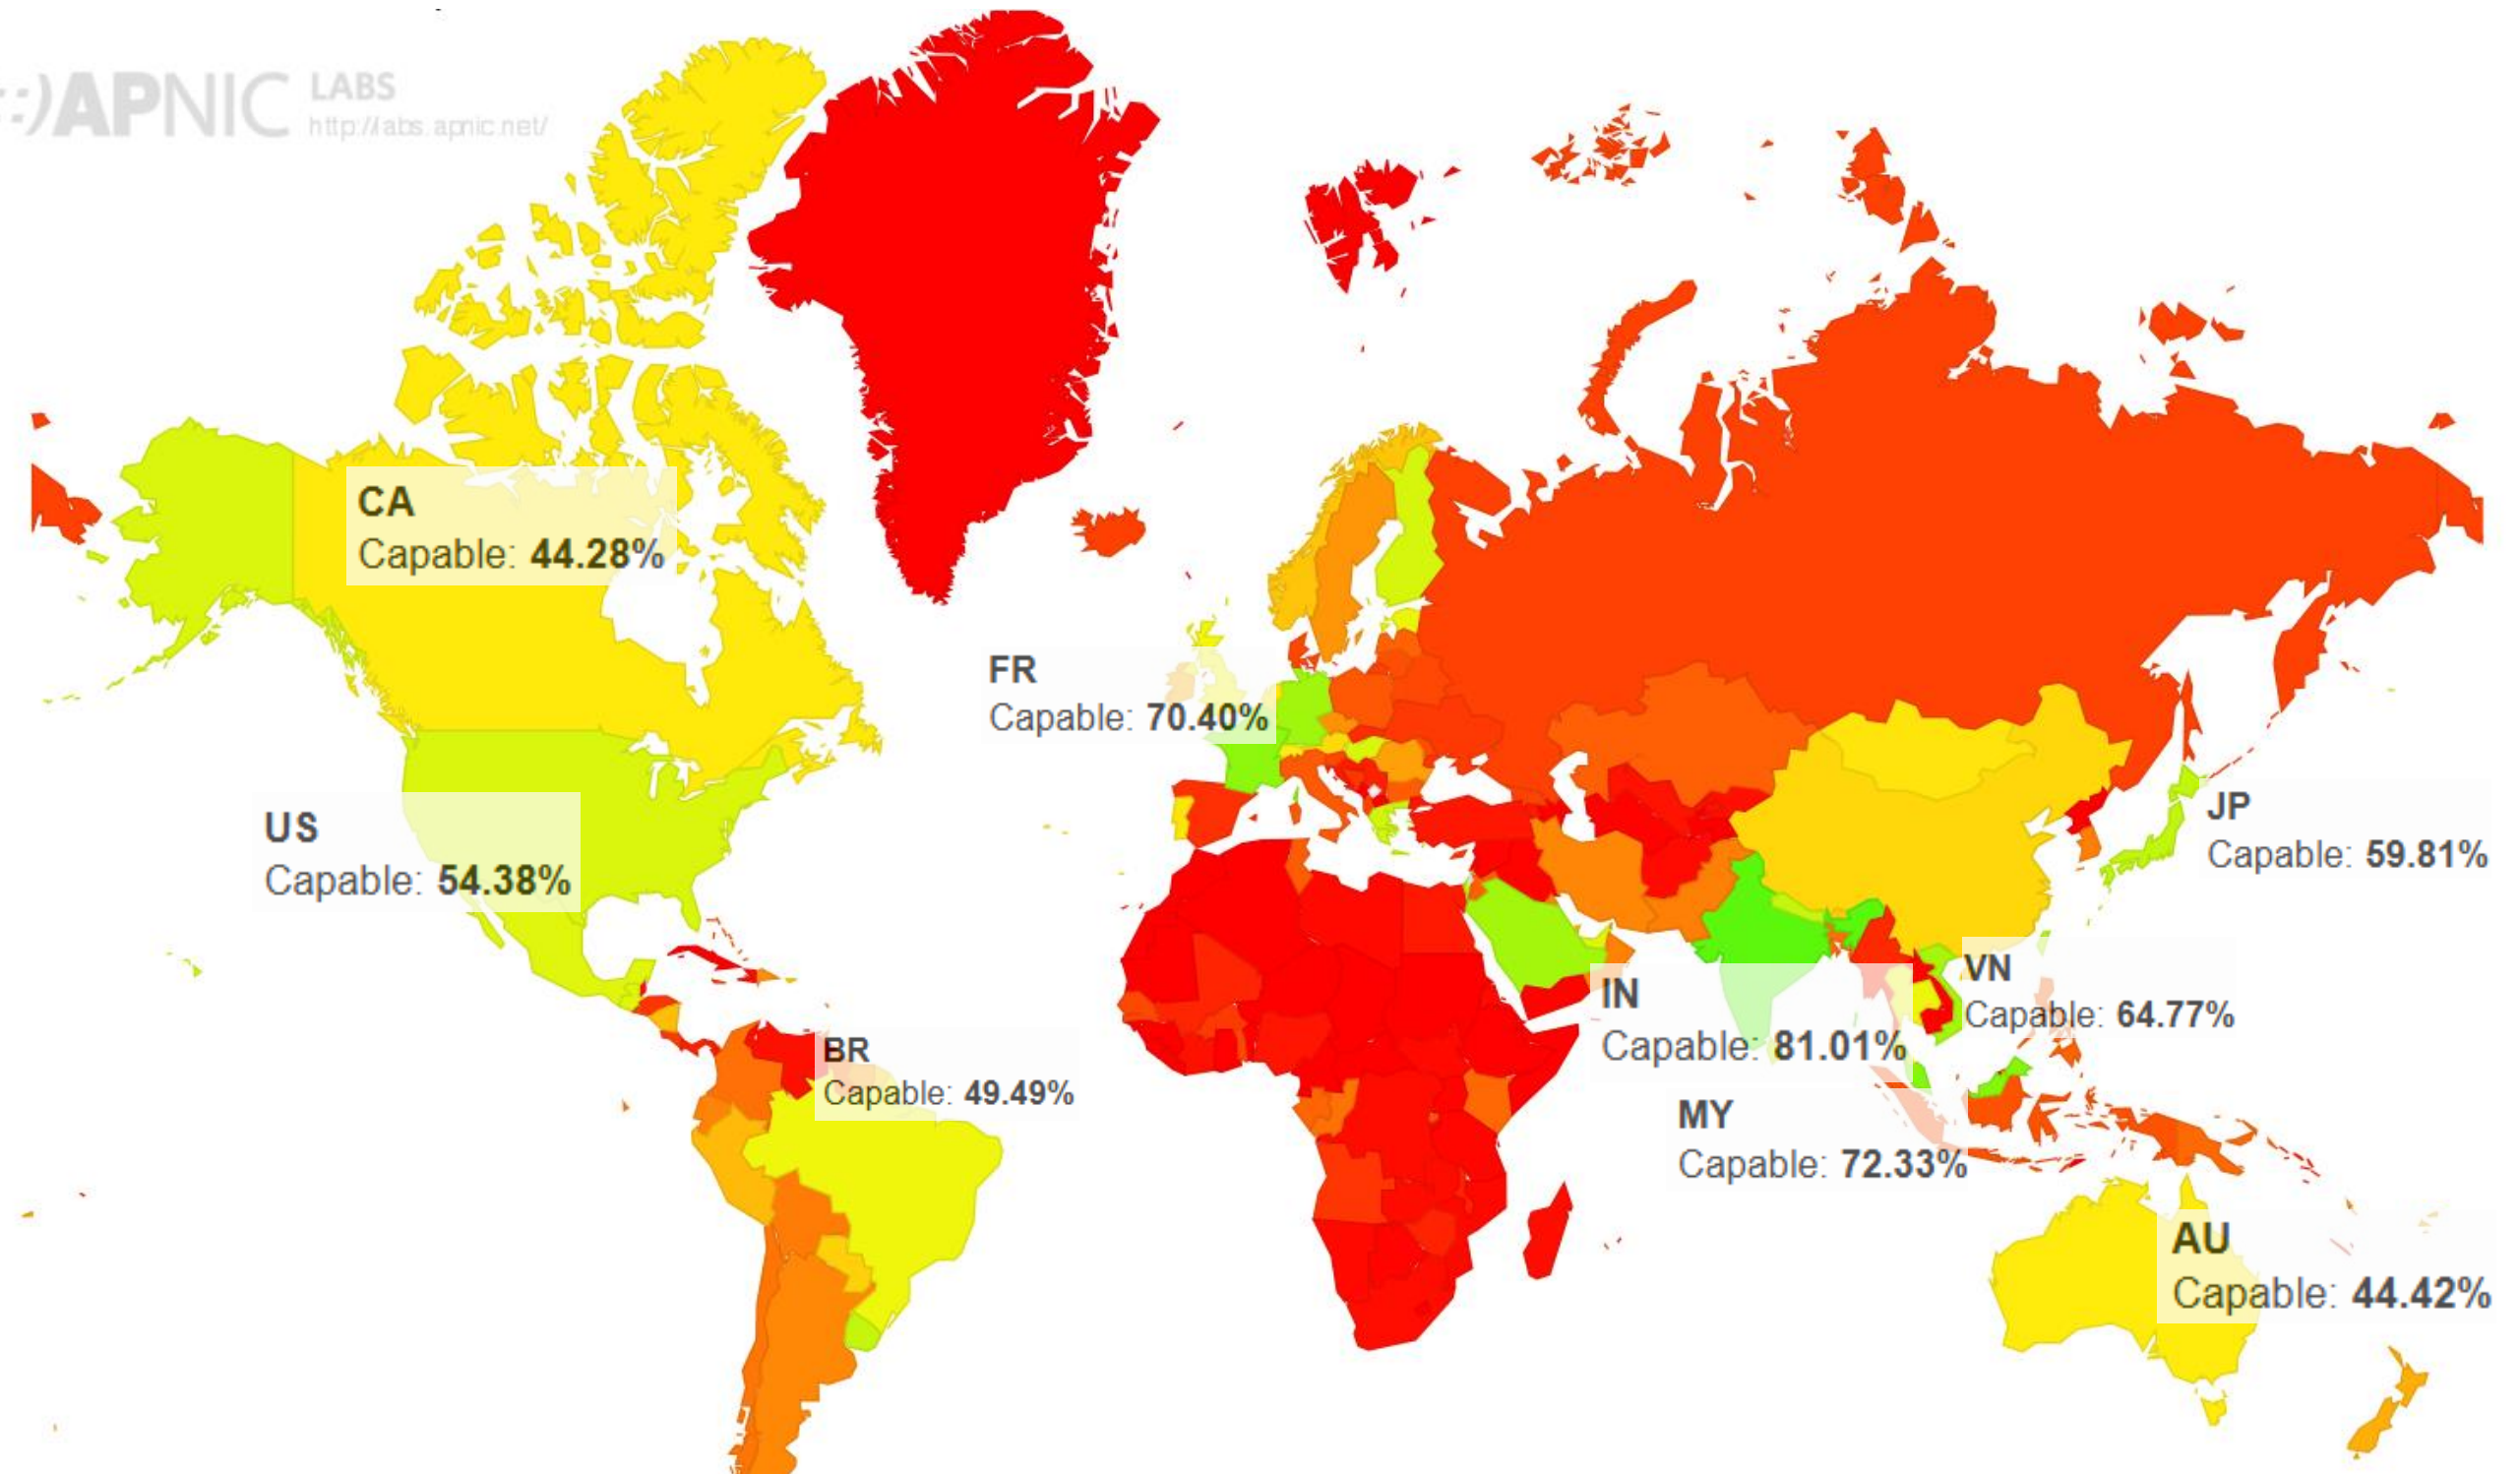 ::)APNIC LABS
http://labs.apnic.net/
CA
Capable: 44.28%
FR
Capable: 70.40%
US
Capable: 54.38%
JP
Capable: 59.81%
BR
Capable: 49.49%
IN
Capable: 81.01%
VN
Capable: 64.77%
MY
Capable: 72.33%
AU
Capable: 44.42%